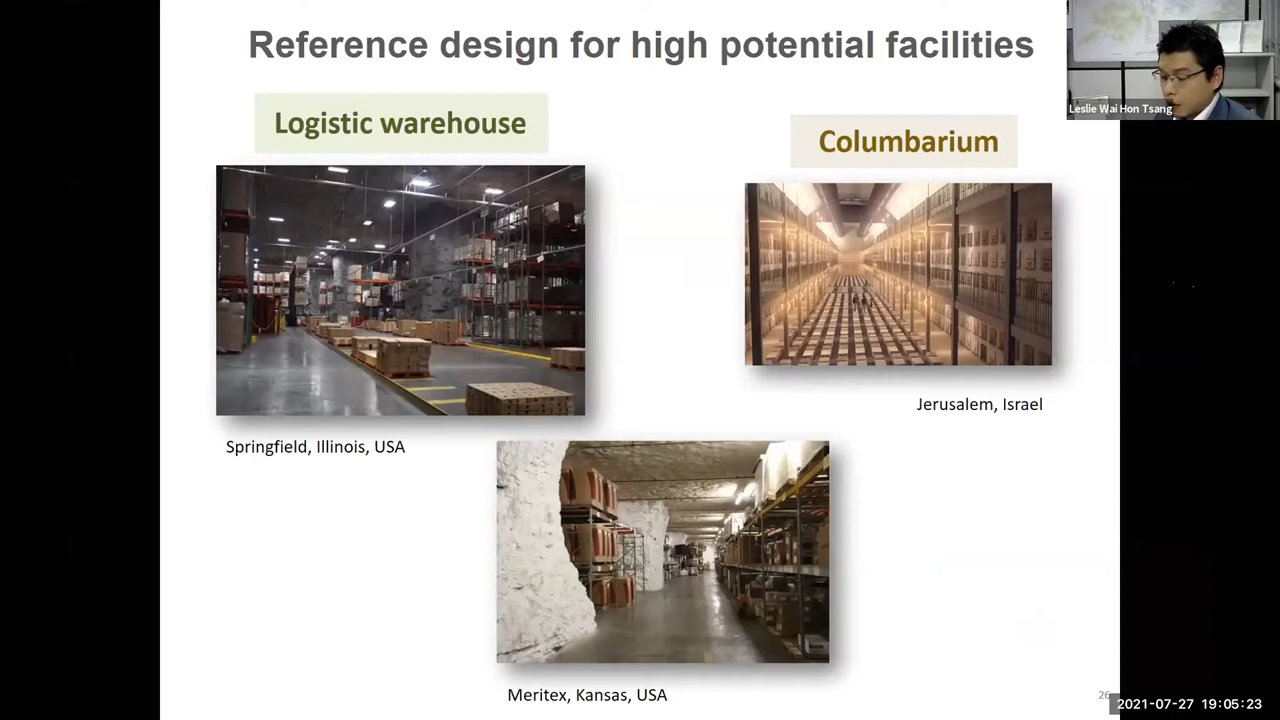 Reference design for high potential facilities
Leslie Wai Hon Tsang
Logistic warehouse
Columbarium
Jerusalem, Israel
Springfield, Illinois, USA
Meritex, Kansas, USA
2021-07-27 19:05:23